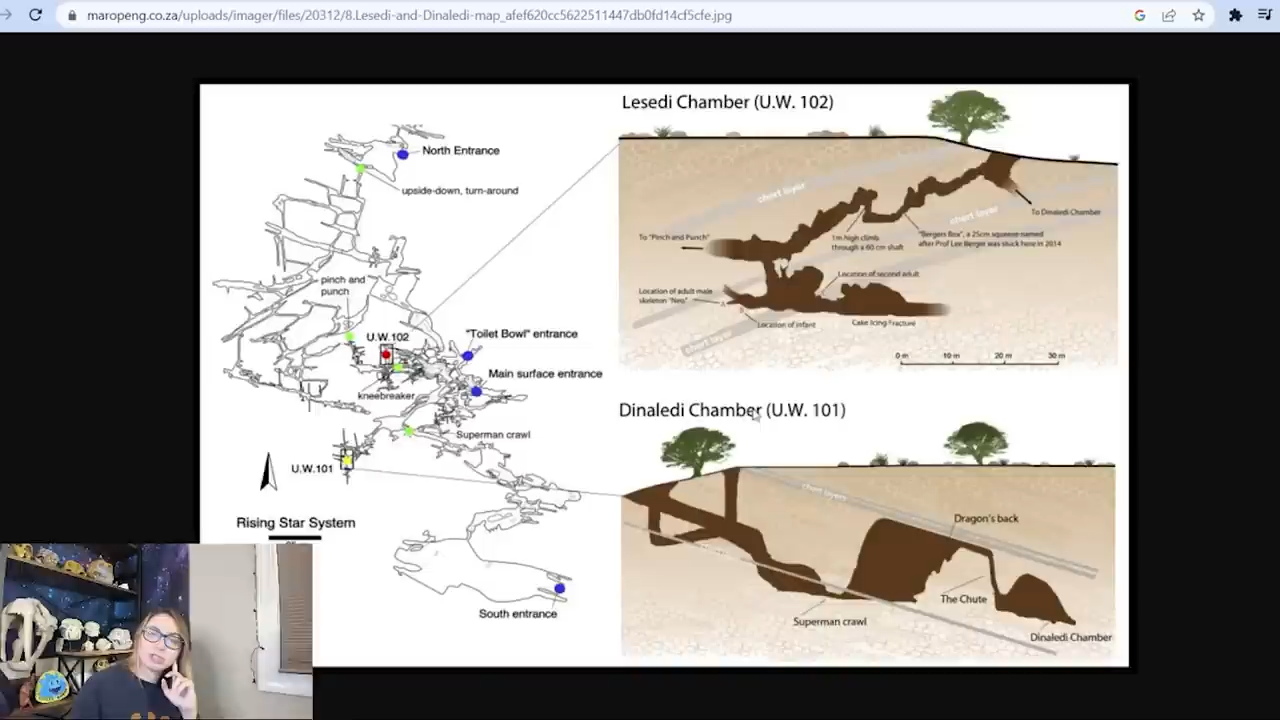 maropeng.co.za/uploads/imager/files/20312/8.Lesedi-and-Dinaledi-map_afef620cc5622511447db0fd14cf5cfe.jpg
North Entrance
upside-down, turn-around
pinch and
punch
U.W.102
"Toilet Bowl" entrance
Main surface entrance
kneebreaker
Superman crawl
U.W.101
Rising Star System
South entrance
Lesedi Chamber (U.W. 102)
chert layer
chert layer
To Dinaledi Chamber
To "Pinch and Punch"
1m high climb
through a 60 cm shaft
"Bergers Box", a 25cm squeeze named
after Prof Lee Berger was stuck here in 2014
Location of second adult
Location of adult male
skeleton "Neo"
Location of infant
Cake Icing Fracture
chert layer
0 m 10 m 20 m 30 m
Dinaledi Chamber (U.W. 101)
chert layers
Dragon's back
The Chute
Superman crawl
Dinaledi Chamber